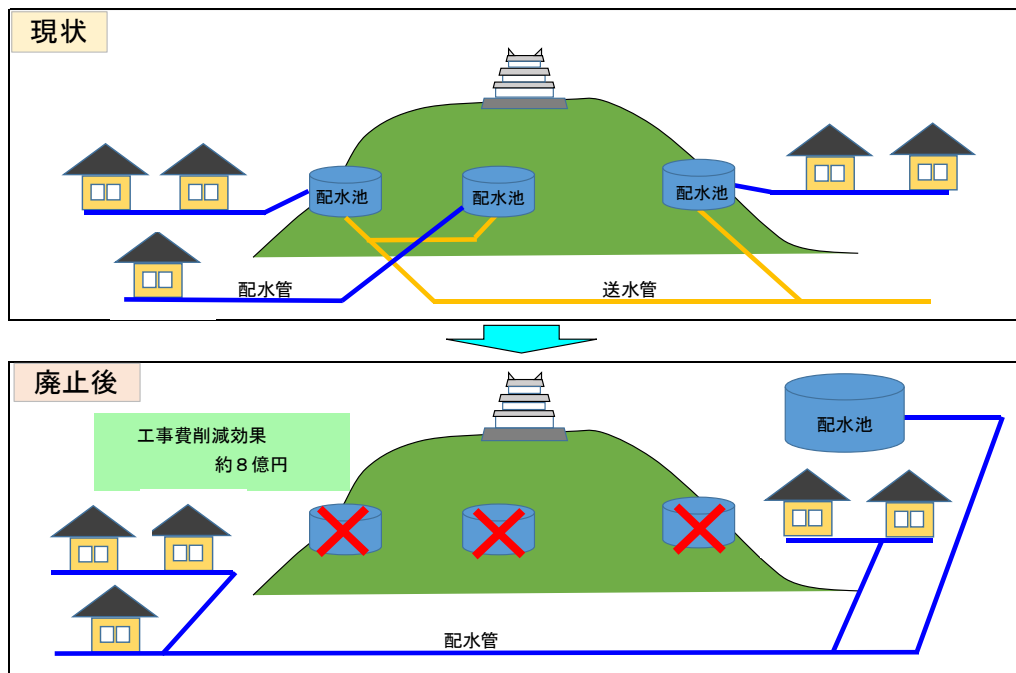 現状
配水池
配水池
配水池
配水管
送水管
廃止後
工事費削減効果
約８億円
配水池
配水管